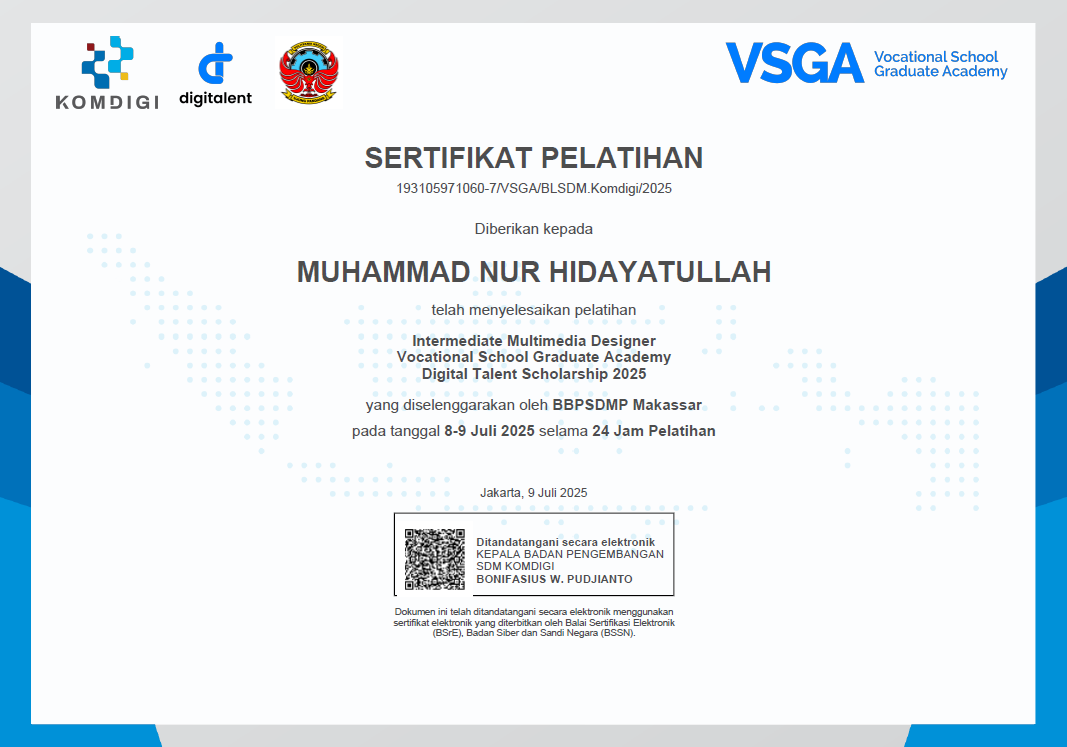 KOMDIGI
digitalent
VSGA
Vocational School
Graduate Academy
SERTIFIKAT PELATIHAN
193105971060-7/VSGA/BLSDM.Komdigi/2025
Diberikan kepada
MUHAMMAD NUR HIDAYATULLAH
telah menyelesaikan pelatihan
Intermediate Multimedia Designer
Vocational School Graduate Academy
Digital Talent Scholarship 2025
yang diselenggarakan oleh BBPSDMP Makassar
pada tanggal 8-9 Juli 2025 selama 24 Jam Pelatihan
Jakarta, 9 Juli 2025
Ditandatangani secara elektronik
KEPALA BADAN PENGEMBANGAN
SDM KOMDIGI
BONIFASIUS W. PUDJIANTO
Dokumen ini telah ditandatangani secara elektronik menggunakan
sertifikat elektronik yang diterbitkan oleh Balai Sertifikasi Elektronik
(BSrE), Badan Siber dan Sandi Negara (BSSN).